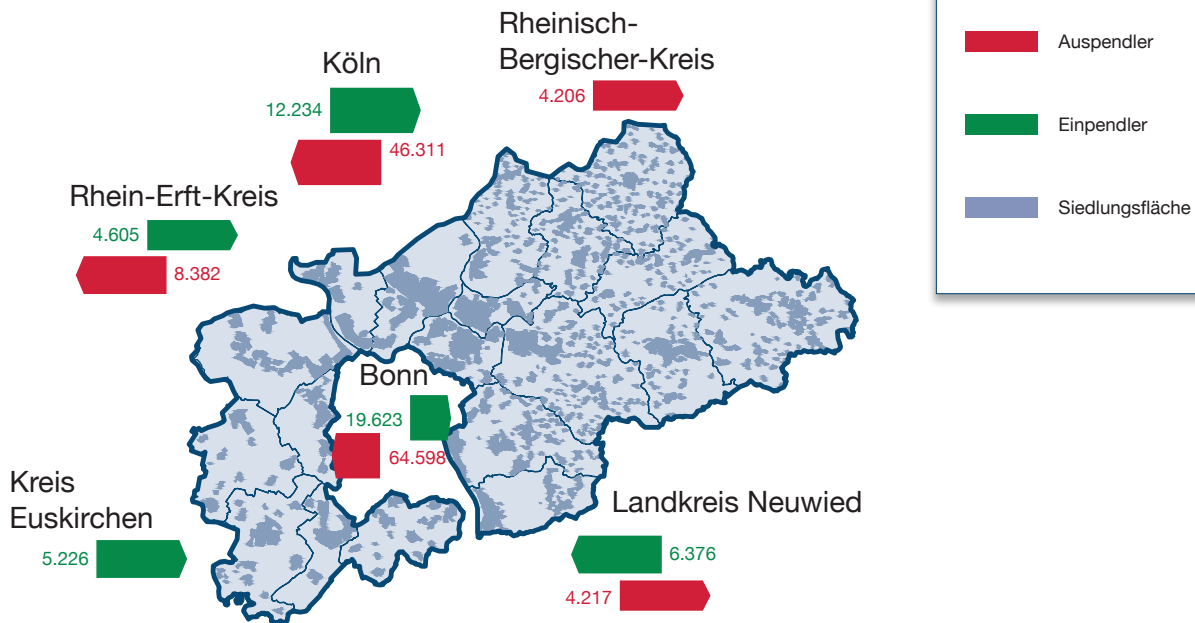 Rheinisch-
Bergischer-Kreis
4.206
Köln
12.234
46.311
Rhein-Erft-Kreis
4.605
8.382
Bonn
19.623
64.598
Kreis
Euskirchen
5.226
Landkreis Neuwied
6.376
4.217
Auspendler
Einpendler
Siedlungsfläche